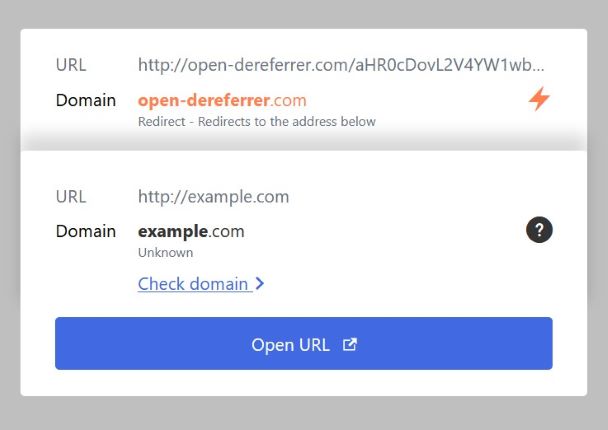 URL http://open-dereferrer.com/aHR0cDovL2V4YW1wb...
Domain open-dereferrer.com
Redirect - Redirects to the address below
URL http://example.com
Domain example.com
?
Unknown
Check domain
Open URL